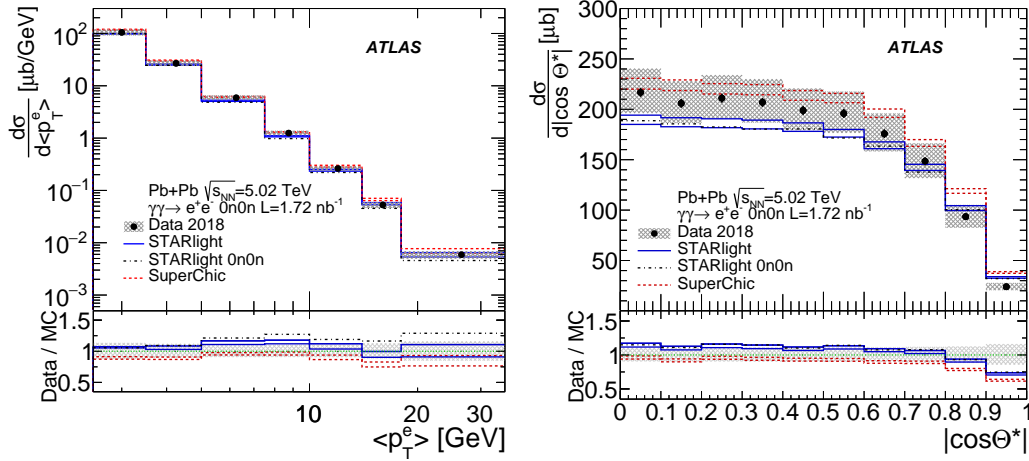 dσ/d<p_T^e> [μb/GeV]
10²
10
1
10⁻¹
10⁻²
10⁻³
ATLAS
Pb+Pb √s_NN=5.02 TeV
γγ→ e⁺e⁻ 0n0n L=1.72 nb⁻¹
Data 2018
STARlight
STARlight 0n0n
SuperChic
Data / MC
1.5
1
0.5
10 20 30
<p_T^e> [GeV]
dσ/d|cos Θ*| [μb]
300
250
200
150
100
50
ATLAS
Pb+Pb √s_NN=5.02 TeV
γγ→ e⁺e⁻ 0n0n L=1.72 nb⁻¹
Data 2018
STARlight
STARlight 0n0n
SuperChic
Data / MC
1.5
1
0.5
0 0.1 0.2 0.3 0.4 0.5 0.6 0.7 0.8 0.9 1
|cosΘ*|